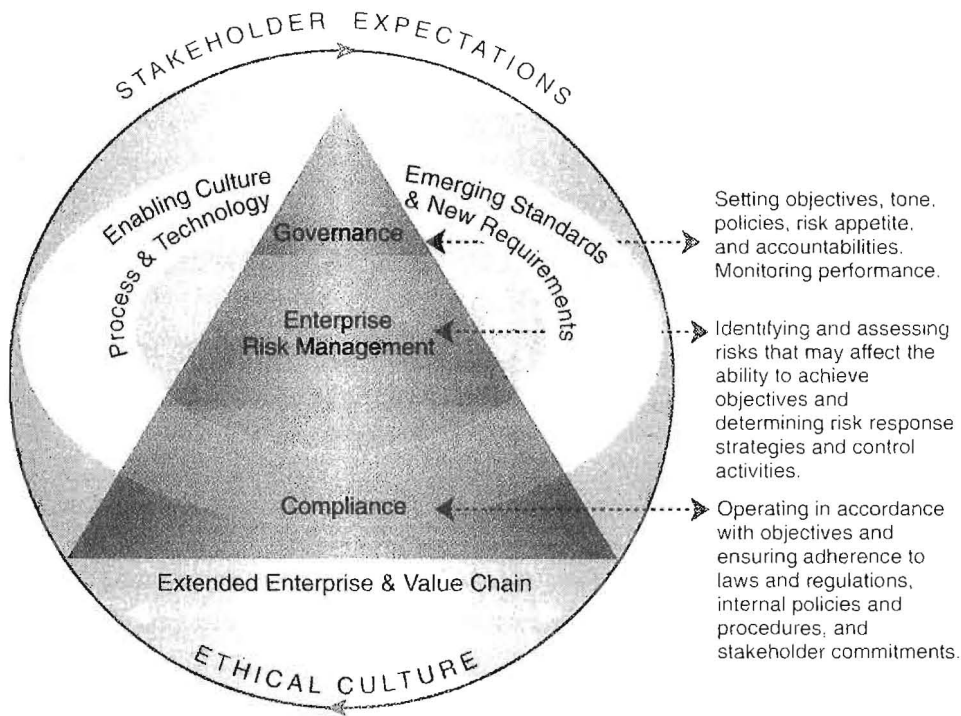 STAKEHOLDER EXPECTATIONS
Enabling Culture
Process & Technology
Emerging Standards
& New Requirements
Governance
Enterprise
Risk Management
Compliance
Extended Enterprise & Value Chain
ETHICAL CULTURE
Setting objectives, tone,
policies, risk appetite,
and accountabilities.
Monitoring performance.
Identifying and assessing
risks that may affect the
ability to achieve
objectives and
determining risk response
strategies and control
activities.
Operating in accordance
with objectives and
ensuring adherence to
laws and regulations,
internal policies and
procedures, and
stakeholder commitments.